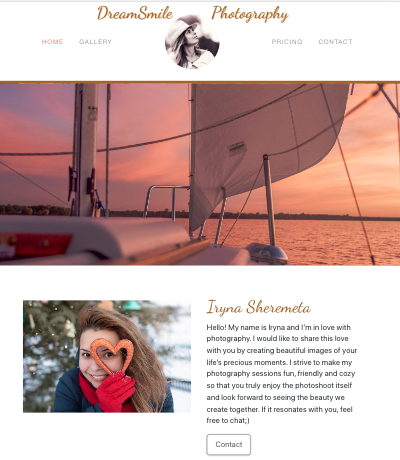 DreamSmile Photography
HOME GALLERY PRICING CONTACT
Iryna Sheremeta
Hello! My name is Iryna and I'm in love with
photography. I would like to share this love
with you by creating beautiful images of your
life's precious moments. I strive to make my
photography sessions fun, friendly and cozy
so that you truly enjoy the photoshoot itself
and look forward to seeing the beauty we
create together. If it resonates with you, feel
free to chat;)
Contact